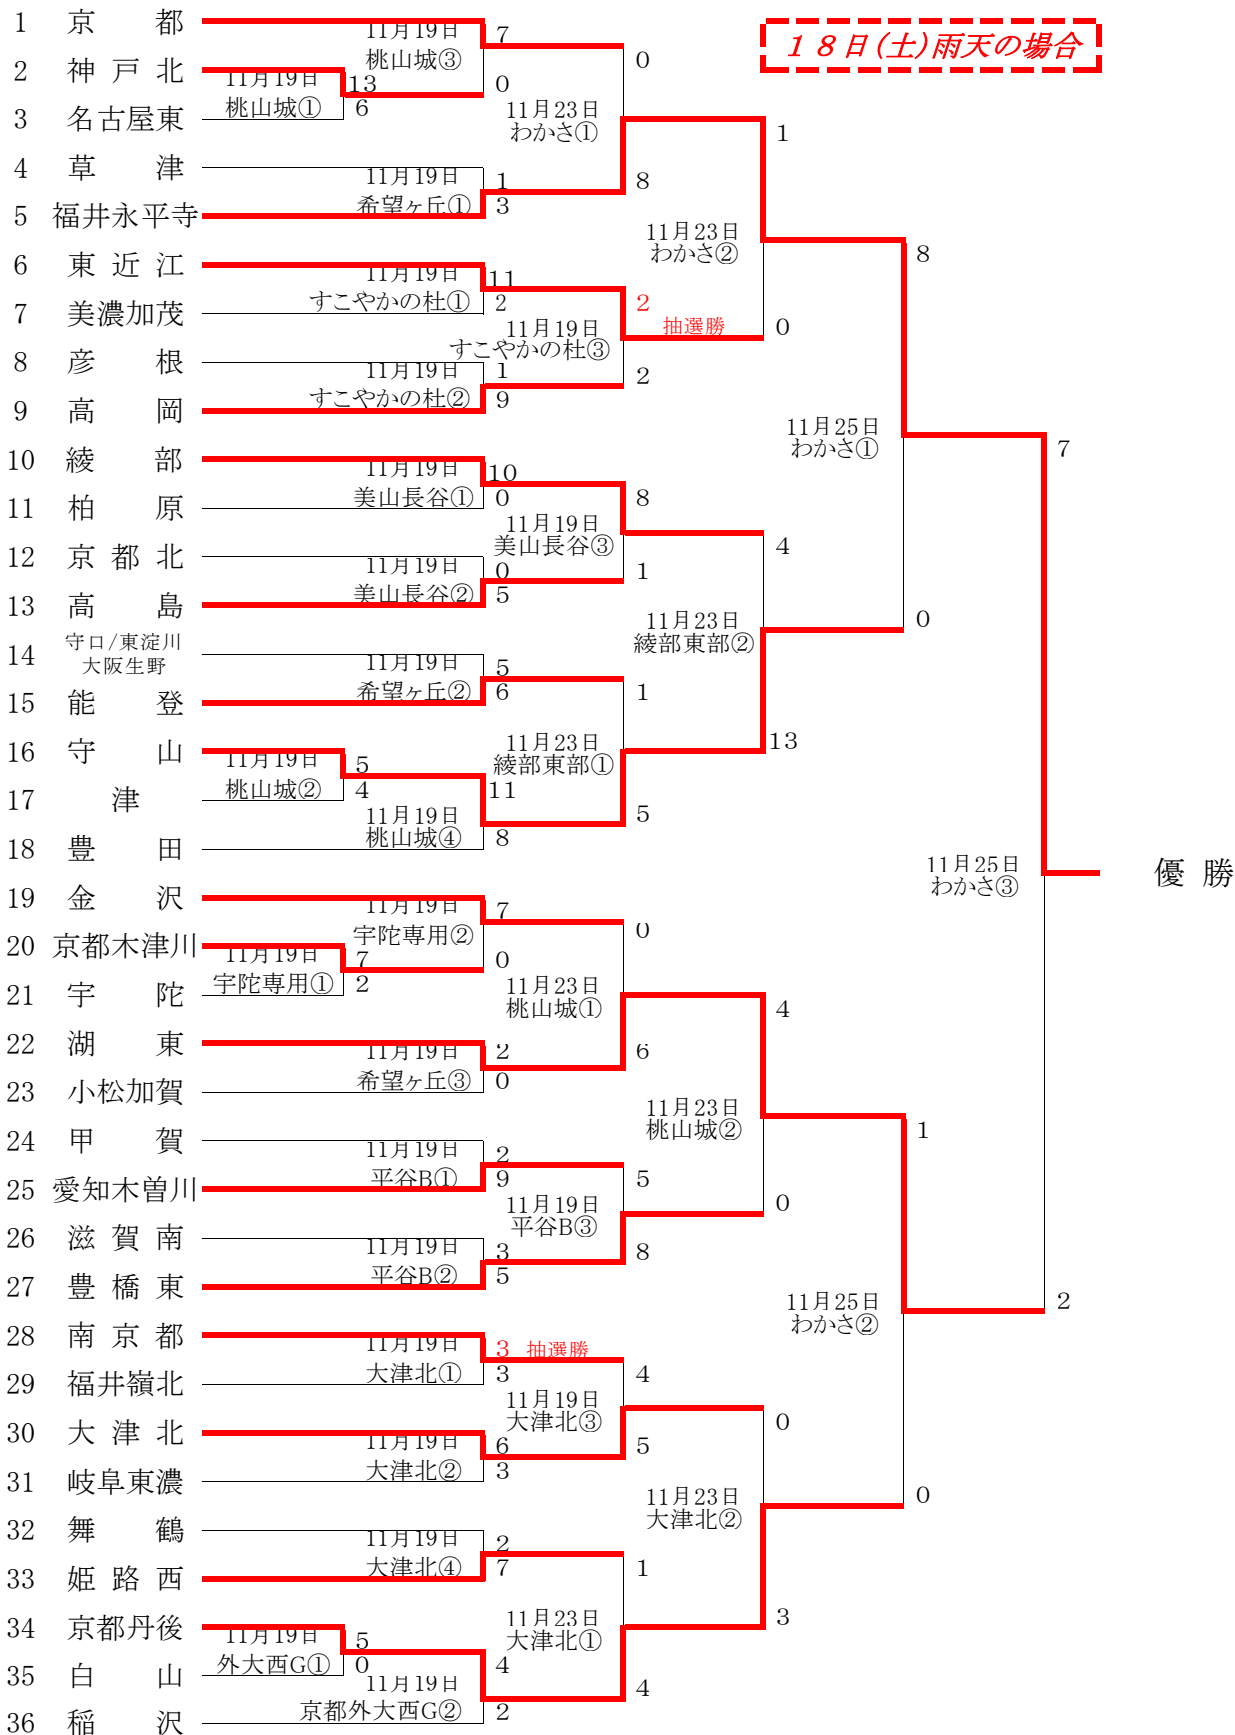 1 京都
11月19日 7
桃山城③
１８日(土)雨天の場合
0
2 神戸北
11月19日 13
0
桃山城① 6
3 名古屋東
11月23日
わかさ①
1
4 草津
11月19日 1
8
希望ヶ丘① 3
5 福井永平寺
11月23日
わかさ②
8
6 東近江
11月19日 11
すこやかの杜① 2
2
7 美濃加茂
抽選勝
0
11月19日
すこやかの杜③
8 彦根
11月19日 1
2
すこやかの杜② 9
9 高岡
11月25日
わかさ①
7
10 綾部
11月19日 10
美山長谷① 0
8
11 柏原
11月19日
美山長谷③
4
12 京都北
11月19日 0
1
美山長谷② 5
13 高島
11月23日
綾部東部②
0
14 守口/東淀川
大阪生野
11月19日 5
希望ヶ丘② 6
1
15 能登
16 守山
11月19日 5
11月23日
綾部東部①
13
桃山城② 4
11
17 津
11月19日
桃山城④
5
8
18 豊田
11月25日
わかさ③
優勝
19 金沢
11月19日 7
宇陀専用②
0
20 京都木津川
11月19日 7
0
宇陀専用① 2
21 宇陀
11月23日
桃山城①
4
22 湖東
11月19日 2
6
希望ヶ丘③ 0
23 小松加賀
11月23日
桃山城②
1
24 甲賀
11月19日 2
平谷B① 9
5
25 愛知木曽川
11月19日
平谷B③
0
26 滋賀南
11月19日 3
8
平谷B② 5
27 豊橋東
11月25日
わかさ②
2
28 南京都
11月19日 3 抽選勝
大津北① 3
4
29 福井嶺北
11月19日
大津北③
0
30 大津北
11月19日 6
5
大津北② 3
31 岐阜東濃
11月23日
大津北②
0
32 舞鶴
11月19日 2
大津北④ 7
1
33 姫路西
34 京都丹後
11月19日 5
11月23日
大津北①
3
外大西G① 0
4
35 白山
11月19日
4
京都外大西G② 2
36 稲沢